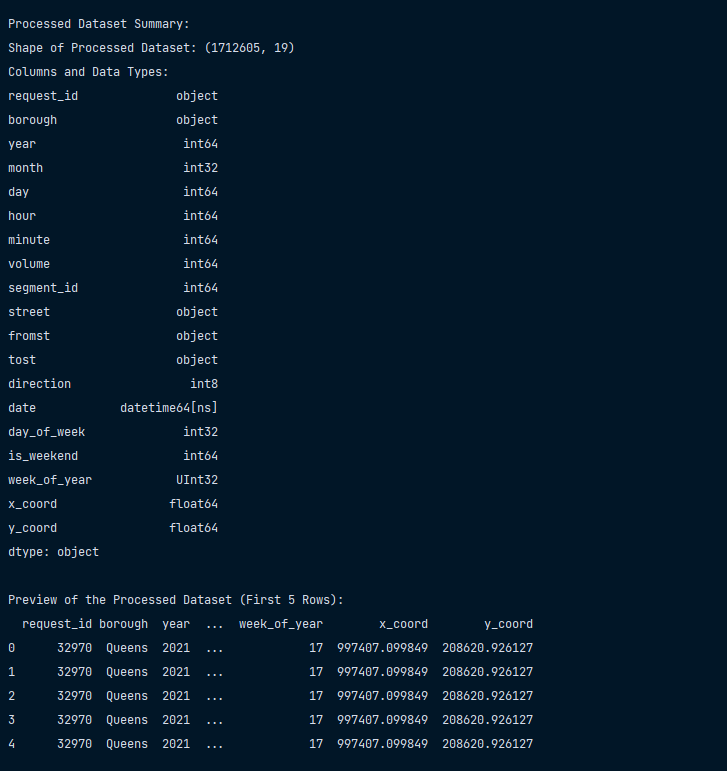 Processed Dataset Summary:
Shape of Processed Dataset: (1712605, 19)
Columns and Data Types:
request_id              object
borough                 object
year                     int64
month                    int32
day                      int64
hour                     int64
minute                   int64
volume                   int64
segment_id               int64
street                  object
fromst                  object
tost                    object
direction                 int8
date            datetime64[ns]
day_of_week              int32
is_weekend               int64
week_of_year            UInt32
x_coord                float64
y_coord                float64
dtype: object

Preview of the Processed Dataset (First 5 Rows):
  request_id borough  year  ...  week_of_year        x_coord        y_coord
0      32970  Queens  2021  ...            17  997407.099849  208620.926127
1      32970  Queens  2021  ...            17  997407.099849  208620.926127
2      32970  Queens  2021  ...            17  997407.099849  208620.926127
3      32970  Queens  2021  ...            17  997407.099849  208620.926127
4      32970  Queens  2021  ...            17  997407.099849  208620.926127